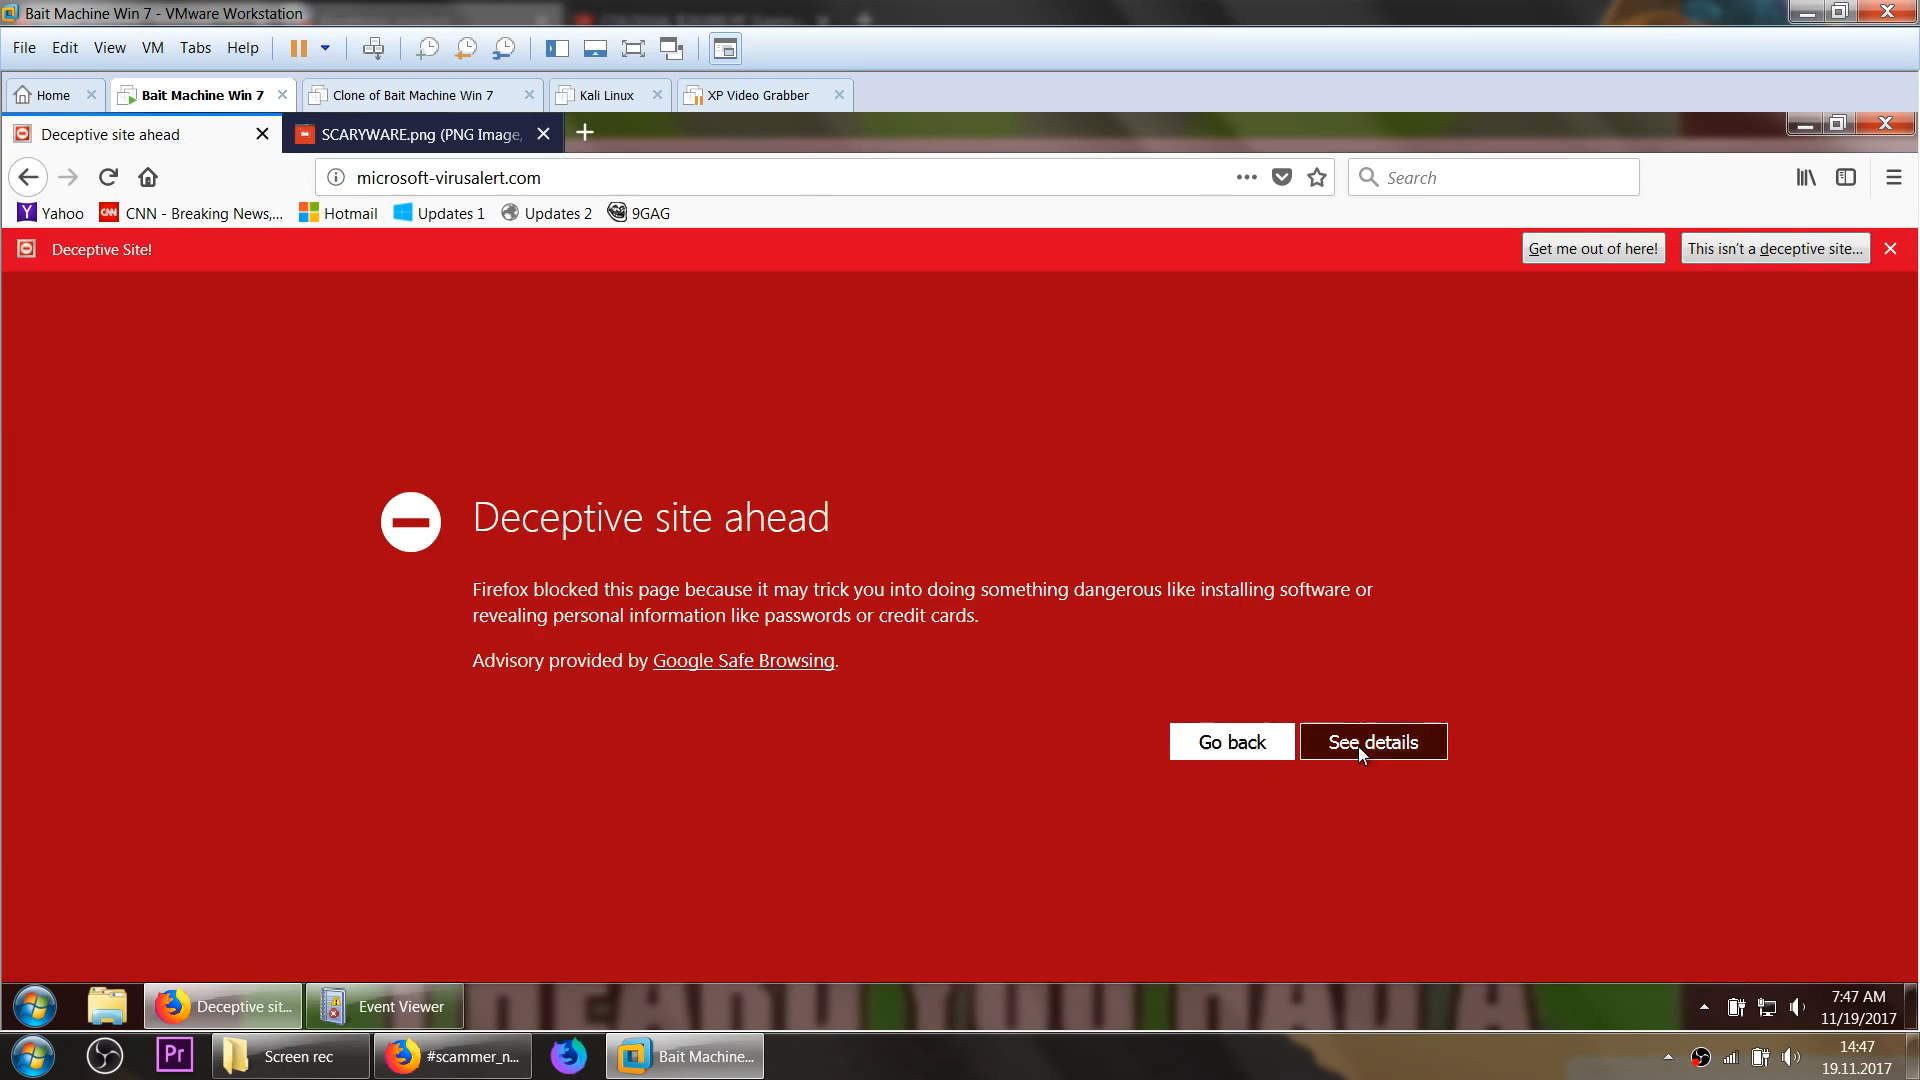 Bait Machine Win 7 - VMware Workstation
File Edit View VM Tabs Help
Home Bait Machine Win 7 Clone of Bait Machine Win 7 Kali Linux XP Video Grabber
Deceptive site ahead SCARYWARE.png (PNG Image,
microsoft-virusalert.com Search
Yahoo CNN - Breaking News,... Hotmail Updates 1 Updates 2 9GAG
Deceptive Site! Get me out of here! This isn't a deceptive site...
Deceptive site ahead
Firefox blocked this page because it may trick you into doing something dangerous like installing software or
revealing personal information like passwords or credit cards.
Advisory provided by Google Safe Browsing.
Go back See details
Deceptive sit... Event Viewer 7:47 AM
11/19/2017
Pr Screen rec #scammer_n... Bait Machine... 14:47
19.11.2017